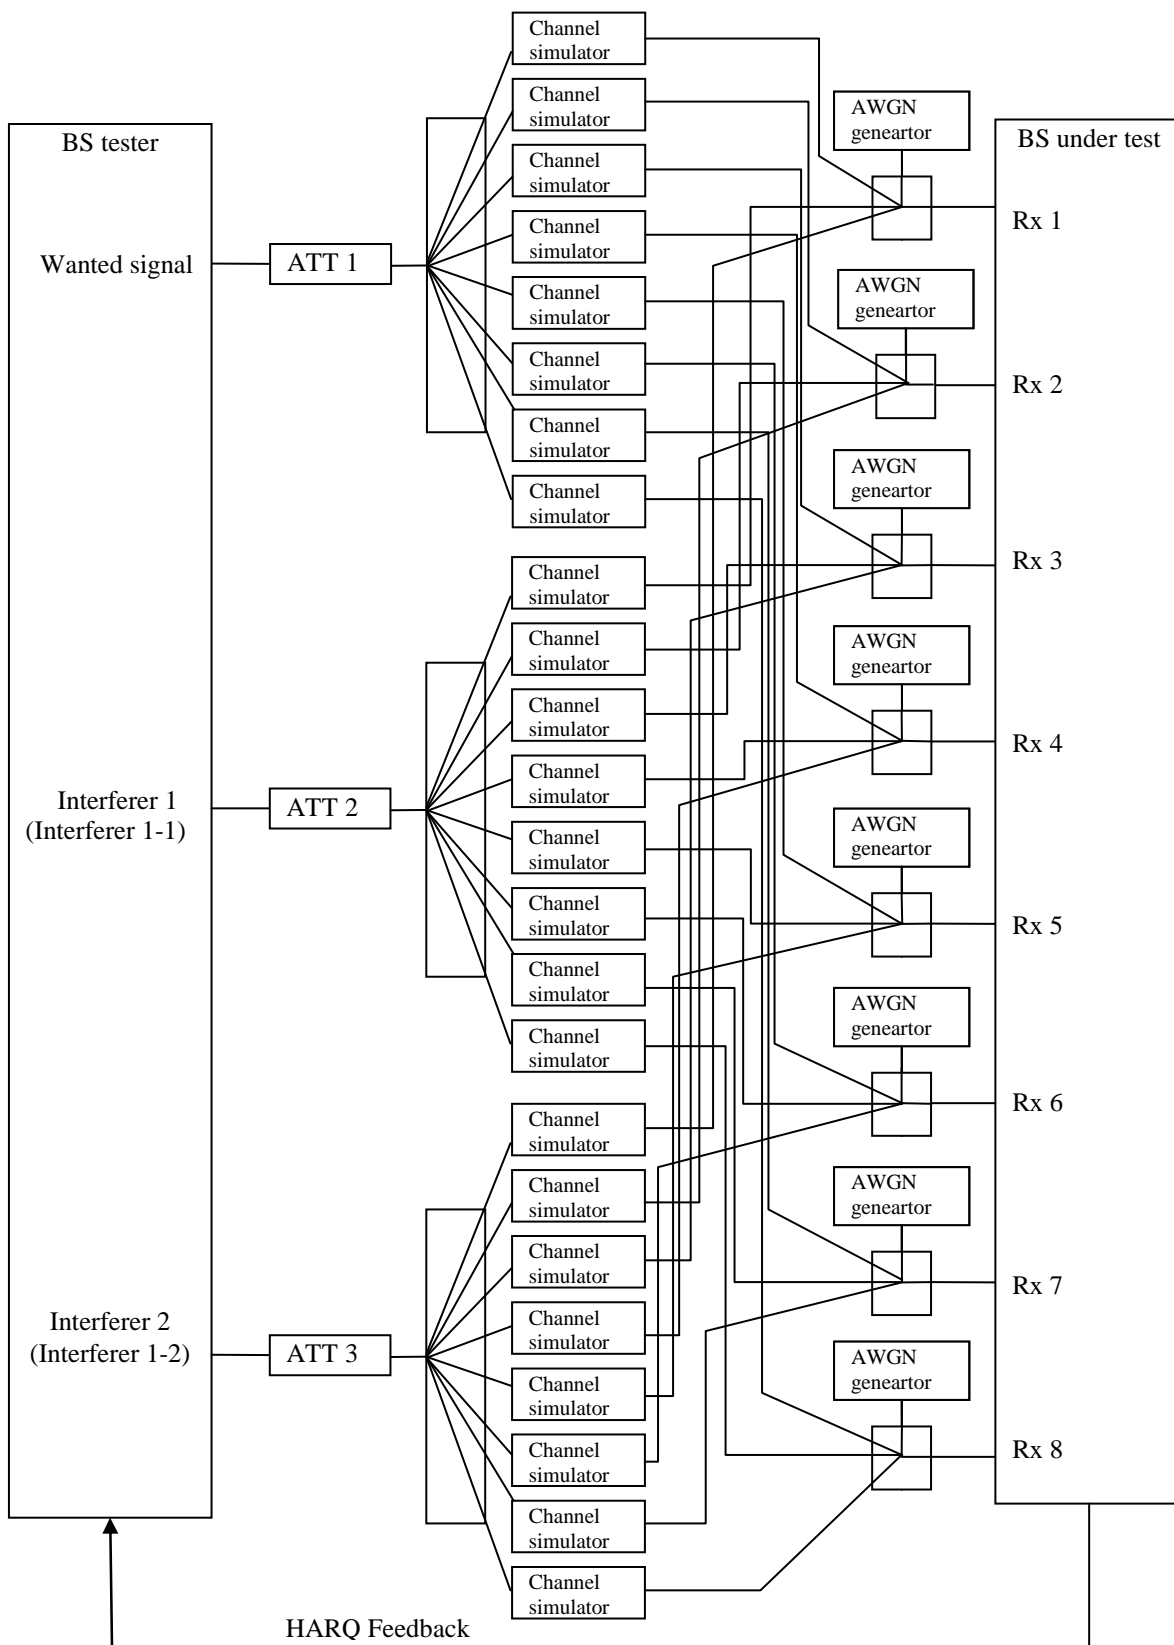 BS tester
Wanted signal
Interferer 1
(Interferer 1-1)
Interferer 2
(Interferer 1-2)
ATT 1
ATT 2
ATT 3
Channel
simulator
Channel
simulator
Channel
simulator
Channel
simulator
Channel
simulator
Channel
simulator
Channel
simulator
Channel
simulator
Channel
simulator
Channel
simulator
Channel
simulator
Channel
simulator
Channel
simulator
Channel
simulator
Channel
simulator
Channel
simulator
Channel
simulator
Channel
simulator
Channel
simulator
Channel
simulator
Channel
simulator
Channel
simulator
Channel
simulator
Channel
simulator
AWGN
geneartor
AWGN
geneartor
AWGN
geneartor
AWGN
geneartor
AWGN
geneartor
AWGN
geneartor
AWGN
geneartor
AWGN
geneartor
BS under test
Rx 1
Rx 2
Rx 3
Rx 4
Rx 5
Rx 6
Rx 7
Rx 8
HARQ Feedback